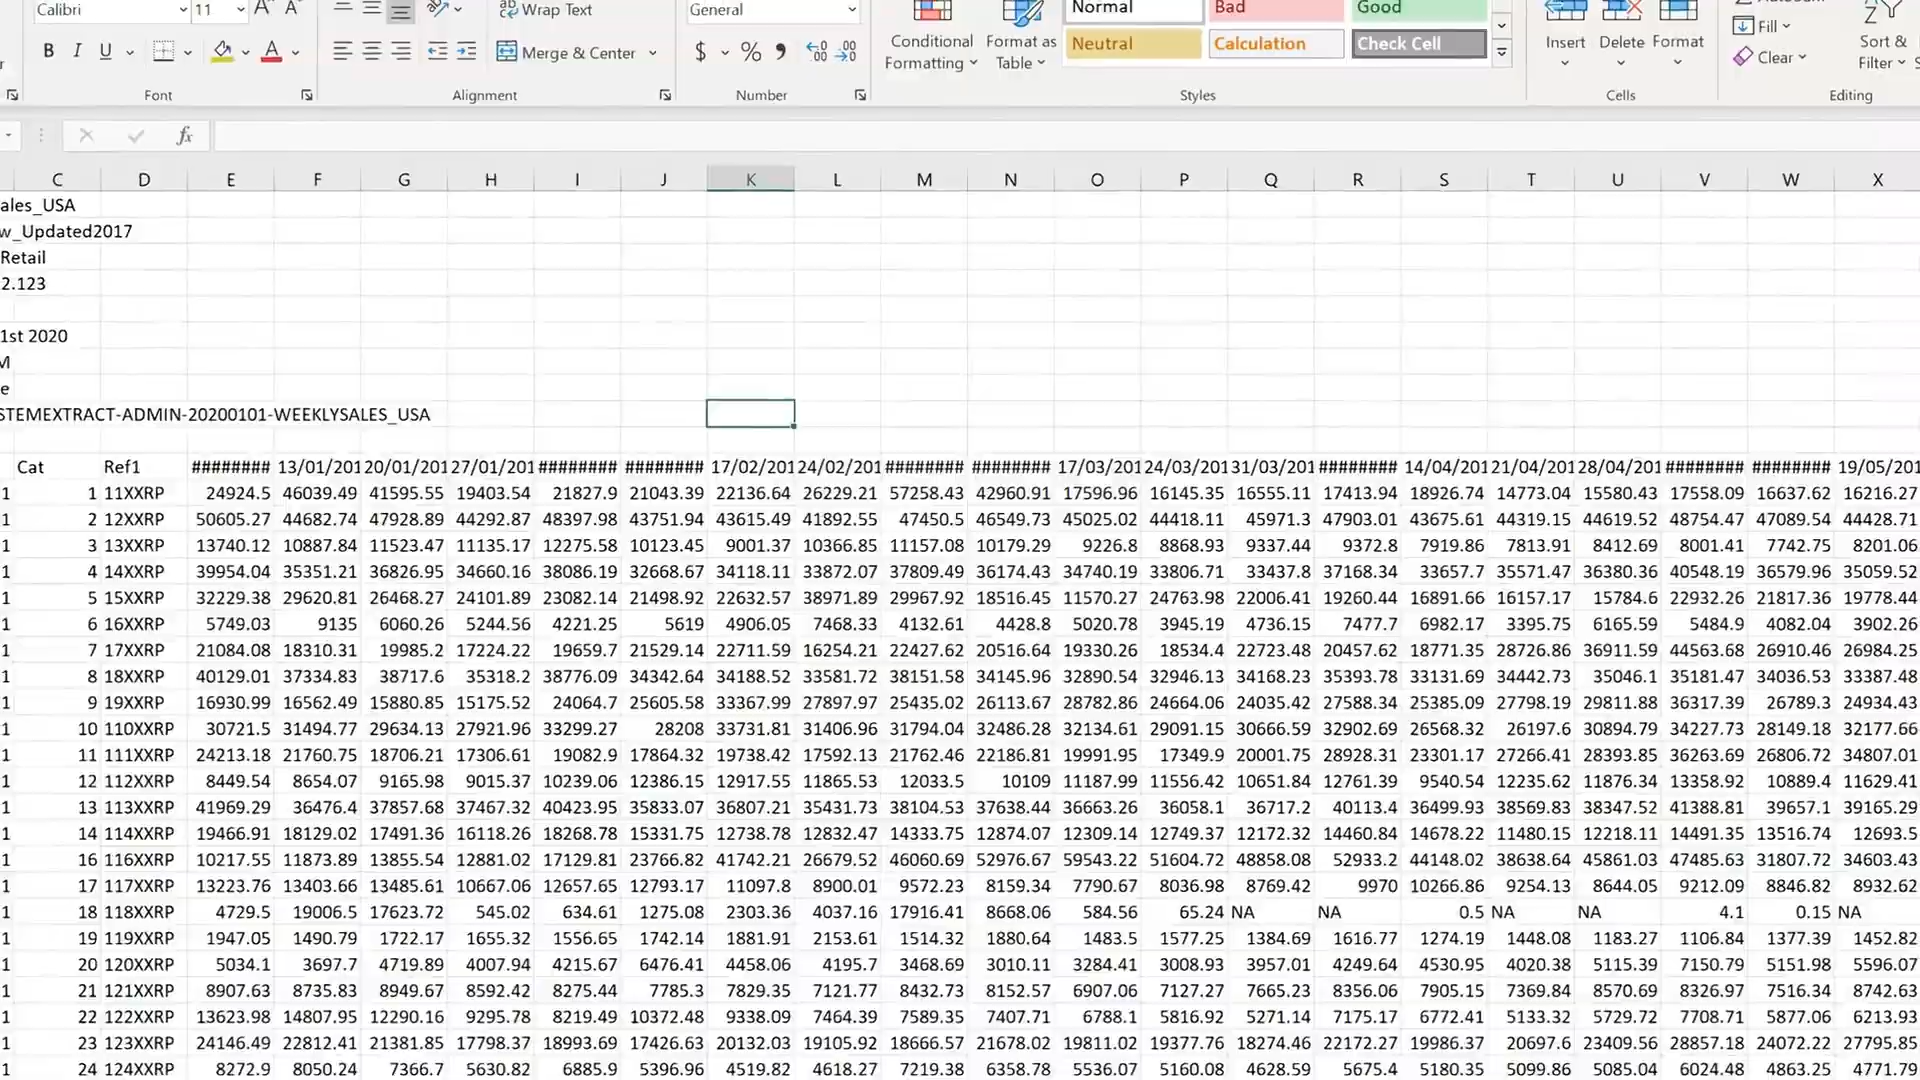 Calibri 11 A A Wrap Text General Normal Bad Good
B I U A Merge & Center $ % Conditional Formatting Format as Table Neutral Calculation Check Cell Insert Delete Format Fill Clear Sort & Filter
Font Alignment Number Styles Cells Editing
fx
C D E F G H I J K L M N O P Q R S T U V W X
ales_USA
w_Updated2017
Retail
2.123
1st 2020
M
e
STEMEXTRACT-ADMIN-20200101-WEEKLYSALES_USA
Cat Ref1 ######## 13/01/201 20/01/201 27/01/201 ######## ######## 17/02/201 24/02/201 ######## ######## 17/03/201 24/03/201 31/03/201 ######## 14/04/201 21/04/201 28/04/201 ######## ######## 19/05/201
1 1 11XXRP 24924.5 46039.49 41595.55 19403.54 21827.9 21043.39 22136.64 26229.21 57258.43 42960.91 17596.96 16145.35 16555.11 17413.94 18926.74 14773.04 15580.43 17558.09 16637.62 16216.27
1 2 12XXRP 50605.27 44682.74 47928.89 44292.87 48397.98 43751.94 43615.49 41892.55 47450.5 46549.73 45025.02 44418.11 45971.3 47903.01 43675.61 44319.15 44619.52 48754.47 47089.54 44428.71
1 3 13XXRP 13740.12 10887.84 11523.47 11135.17 12275.58 10123.45 9001.37 10366.85 11157.08 10179.29 9226.8 8868.93 9337.44 9372.8 7919.86 7813.91 8412.69 8001.41 7742.75 8201.06
1 4 14XXRP 39954.04 35351.21 36826.95 34660.16 38086.19 32668.67 34118.11 33872.07 37809.49 36174.43 34740.19 33806.71 33437.8 37168.34 33657.7 35571.47 36380.36 40548.19 36579.96 35059.52
1 5 15XXRP 32229.38 29620.81 26468.27 24101.89 23082.14 21498.92 22632.57 38971.89 29967.92 18516.45 11570.27 24763.98 22006.41 19260.44 16891.66 16157.17 15784.6 22932.26 21817.36 19778.44
1 6 16XXRP 5749.03 9135 6060.26 5244.56 4221.25 5619 4906.05 7468.33 4132.61 4428.8 5020.78 3945.19 4736.15 7477.7 6982.17 3395.75 6165.59 5484.9 4082.04 3902.26
1 7 17XXRP 21084.08 18310.31 19985.2 17224.22 19659.7 21529.14 22711.59 16254.21 22427.62 20516.64 19330.26 18534.4 22723.48 20457.62 18771.35 28726.86 36911.59 44563.68 26910.46 26984.25
1 8 18XXRP 40129.01 37334.83 38717.6 35318.2 38776.09 34342.64 34188.52 33581.72 38151.58 34145.96 32890.54 32946.13 34168.23 35393.78 33131.69 34442.73 35046.1 35181.47 34036.53 33387.48
1 9 19XXRP 16930.99 16562.49 15880.85 15175.52 24064.7 25605.58 33367.99 27897.97 25435.02 26113.67 28782.86 24664.06 24035.42 27588.34 25385.09 27798.19 29811.88 36317.39 26789.3 24934.43
1 10 110XXRP 30721.5 31494.77 29634.13 27921.96 33299.27 28208 33731.81 31406.96 31794.04 32486.28 32134.61 29091.15 30666.59 32902.69 26568.32 26197.6 30894.79 34227.73 28149.18 32177.66
1 11 111XXRP 24213.18 21760.75 18706.21 17306.61 19082.9 17864.32 19738.42 17592.13 21762.46 22186.81 19991.95 17349.9 20001.75 28928.31 23301.17 27266.41 28393.85 36263.69 26806.72 34807.01
1 12 112XXRP 8449.54 8654.07 9165.98 9015.37 10239.06 12386.15 12917.55 11865.53 12033.5 10109 11187.99 11556.42 10651.84 12761.39 9540.54 12235.62 11876.34 13358.92 10889.4 11629.41
1 13 113XXRP 41969.29 36476.4 37857.68 37467.32 40423.95 35833.07 36807.21 35431.73 38104.53 37638.44 36663.26 36058.1 36717.2 40113.4 36499.93 38569.83 38347.52 41388.81 39657.1 39165.29
1 14 114XXRP 19466.91 18129.02 17491.36 16118.26 18268.78 15331.75 12738.78 12832.47 14333.75 12874.07 12309.14 12749.37 12172.32 14460.84 14678.22 11480.15 12218.11 14491.35 13516.74 12693.5
1 16 116XXRP 10217.55 11873.89 13855.54 12881.02 17129.81 23766.82 41742.21 26679.52 46060.69 52976.67 59543.22 51604.72 48858.08 52933.2 44148.02 38638.64 45861.03 47485.63 31807.72 34603.43
1 17 117XXRP 13223.76 13403.66 13485.61 10667.06 12657.65 12793.17 11097.8 8900.01 9572.23 8159.34 7790.67 8036.98 8769.42 9970 10266.86 9254.13 8644.05 9212.09 8846.82 8932.62
1 18 118XXRP 4729.5 19006.5 17623.72 545.02 634.61 1275.08 2303.36 4037.16 17916.41 8668.06 584.56 65.24 NA NA 0.5 NA NA 4.1 0.15 NA
1 19 119XXRP 1947.05 1490.79 1722.17 1655.32 1556.65 1742.14 1881.91 2153.61 1514.32 1880.64 1483.5 1577.25 1384.69 1616.77 1274.19 1448.08 1183.27 1106.84 1377.39 1452.82
1 20 120XXRP 5034.1 3697.7 4719.89 4007.94 4215.67 6476.41 4458.06 4195.7 3468.69 3010.11 3284.41 3008.93 3957.01 4249.64 4530.95 4020.38 5115.39 7150.79 5151.98 5596.07
1 21 121XXRP 8907.63 8735.83 8949.67 8592.42 8275.44 7785.3 7829.35 7121.77 8432.73 8152.57 6907.06 7127.27 7665.23 8356.06 7905.15 7369.84 8570.69 8326.97 7516.34 8742.63
1 22 122XXRP 13623.98 14807.95 12290.16 9295.78 8219.49 10372.48 9338.09 7464.39 7589.35 7407.71 6788.1 5816.92 5271.14 7175.17 6772.41 5133.32 5729.72 7708.71 5877.06 6213.93
1 23 123XXRP 24146.49 22812.41 21381.85 17798.37 18993.69 17426.63 20132.03 19105.92 18666.57 21678.02 19811.02 19377.76 18274.46 22172.27 19986.37 20697.6 23409.56 28857.18 24072.22 27795.85
1 24 124XXRP 8272.9 8050.24 7366.7 5630.82 6885.9 5396.96 4519.82 4618.27 7219.38 6358.78 5536.07 5160.08 4628.59 5675.4 5180.35 5099.86 5085.04 6024.48 4863.25 4771.79